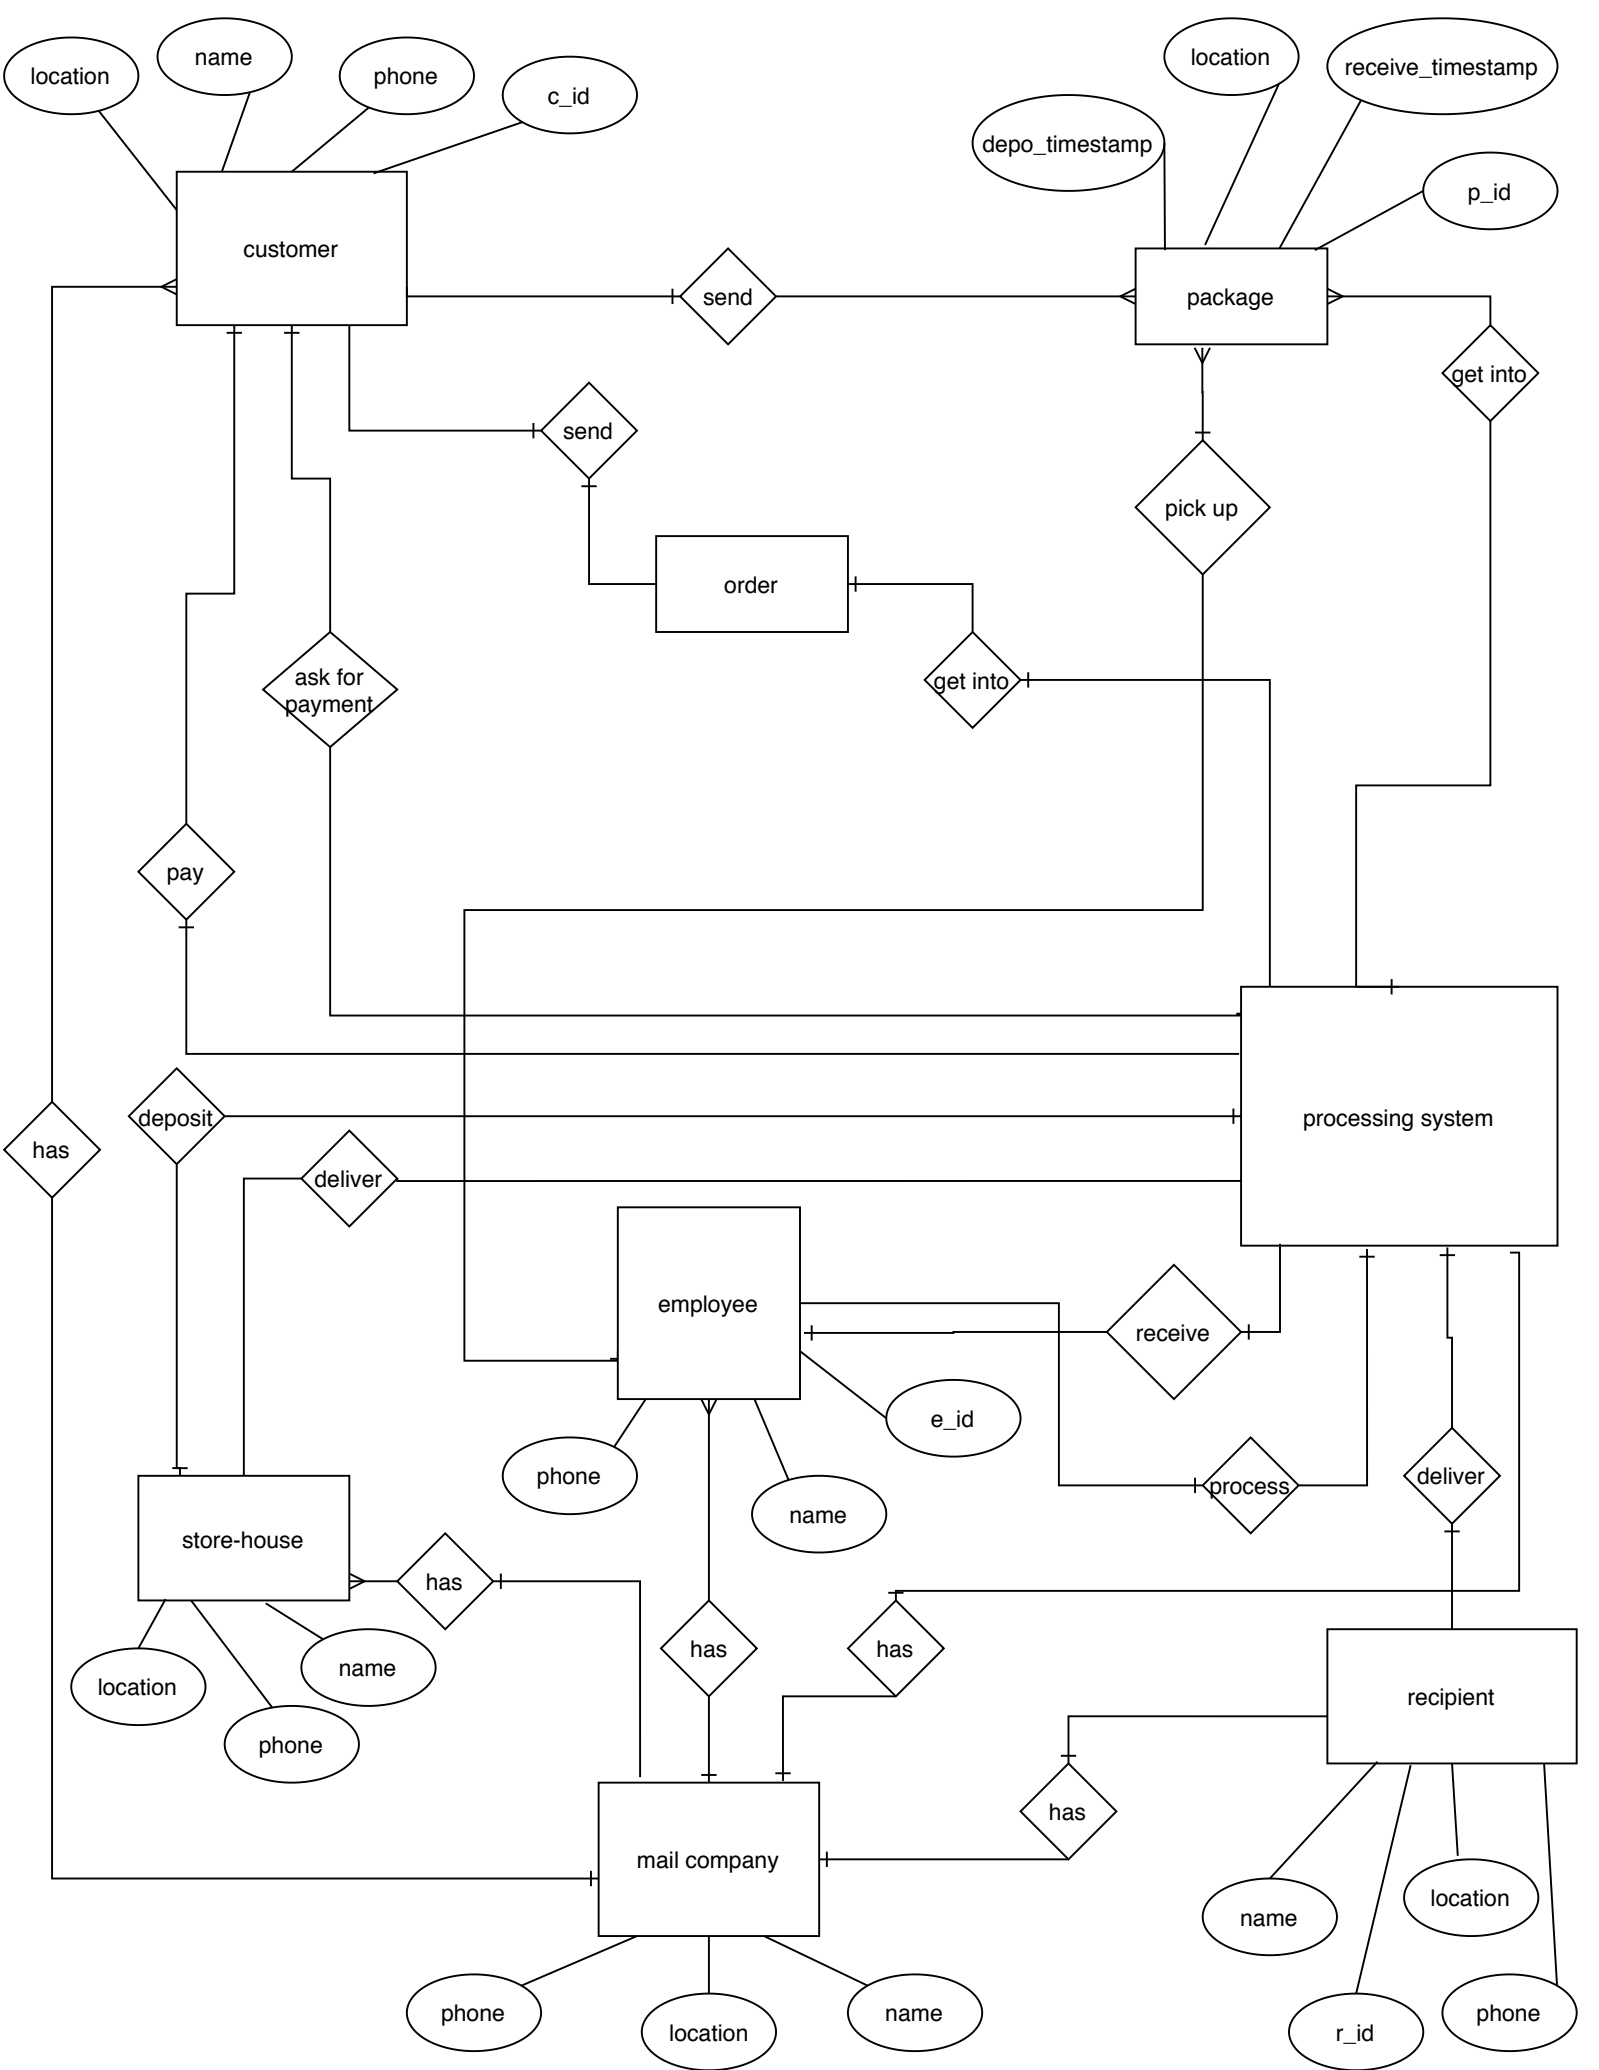 name
location
phone
c_id
location
receive_timestamp
depo_timestamp
p_id
customer
send
package
get into
send
pick up
order
ask for
payment
get into
pay
deposit
processing system
has
deliver
employee
receive
e_id
phone
name
process
deliver
store-house
has
has
has
location
name
phone
recipient
has
mail company
name
location
phone
location
name
r_id
phone